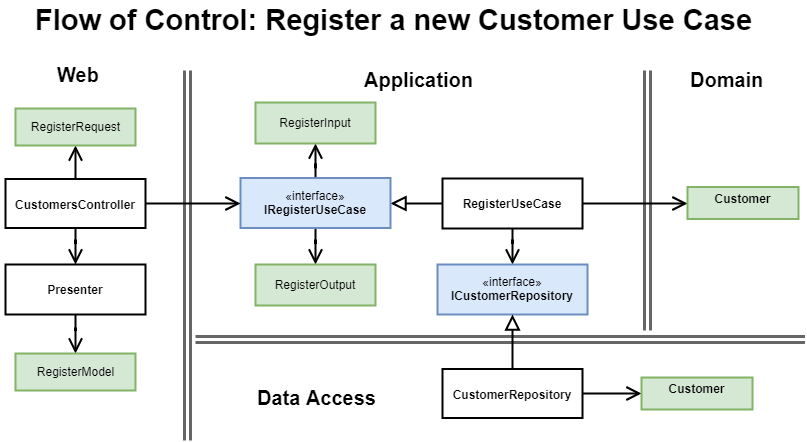 Flow of Control: Register a new Customer Use Case
Web
Application
Domain
RegisterRequest
RegisterInput
CustomersController
«interface»
IRegisterUseCase
RegisterUseCase
Customer
Presenter
RegisterOutput
«interface»
ICustomerRepository
RegisterModel
Data Access
CustomerRepository
Customer